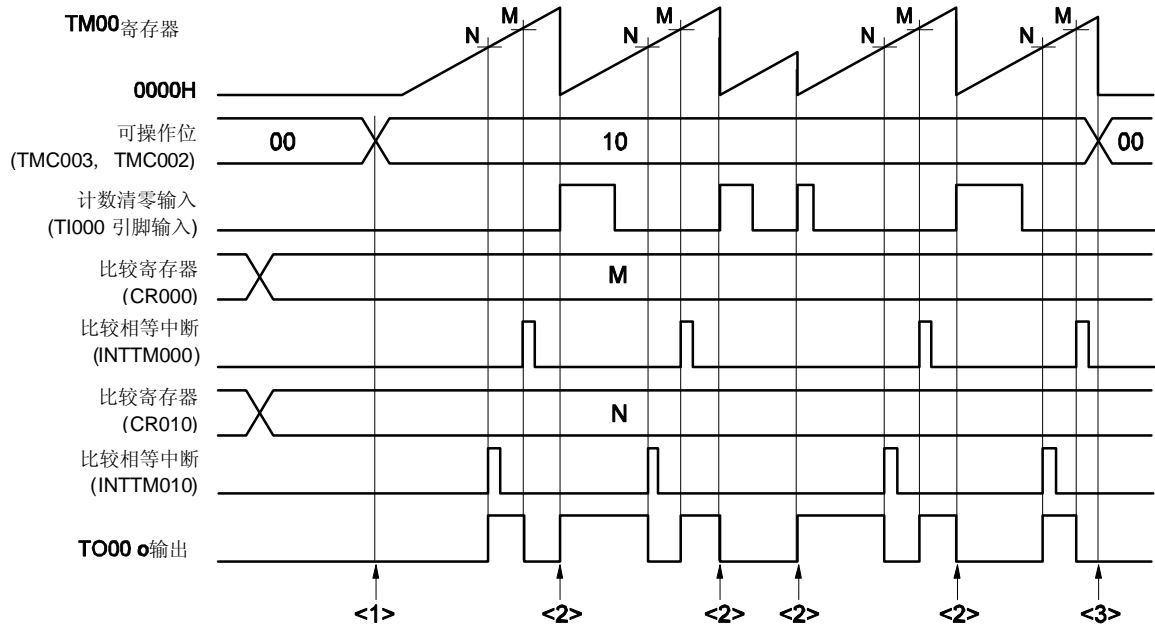 M M M M
TM00寄存器 N N N N
0000H
可操作位
(TMC003, TMC002)
00 10 00
计数清零输入
(TI000 引脚输入)
比较寄存器
(CR000)
M
比较相等中断
(INTTM000)
比较寄存器
(CR010)
N
比较相等中断
(INTTM010)
TO00 o输出
<1> <2> <2> <2> <2> <3>